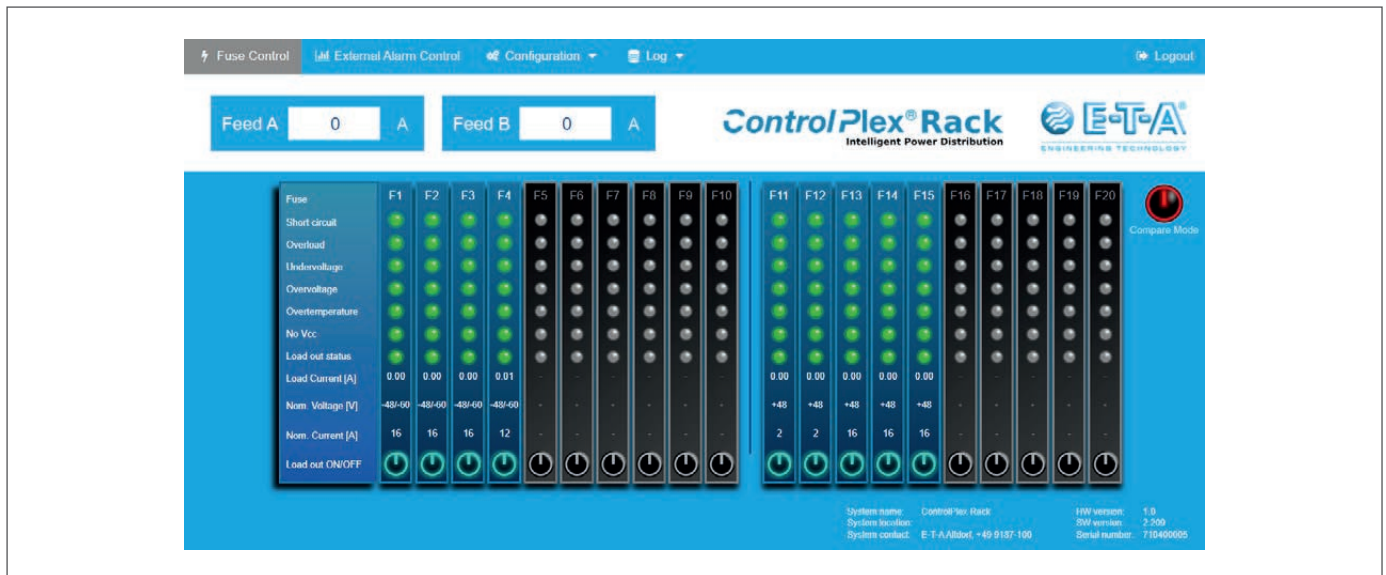 Fuse Control External Alarm Control Configuration Log Logout
Feed A 0 A Feed B 0 A
ControlPlex® Rack
Intelligent Power Distribution
E-T-A®
ENGINEERING TECHNOLOGY
Fuse F1 F2 F3 F4 F5 F6 F7 F8 F9 F10 F11 F12 F13 F14 F15 F16 F17 F18 F19 F20
Short circuit
Compare Mode
Overload
Undervoltage
Overvoltage
Overtemperature
No Vcc
Load out status
Load Current [A] 0.00 0.00 0.00 0.01 - - - - - - 0.00 0.00 0.00 0.00 0.00 - - - - -
Nom. Voltage [V] -48/-60 -48/-60 -48/-60 -48/-60 - - - - - - +48 +48 +48 +48 +48 - - - - -
Nom. Current [A] 16 16 16 12 - - - - - - 2 2 16 16 16 - - - - -
Load out ON/OFF
System name: ControlPlex Rack HW version: 1.0
System location: SW version: 2.200
System contact: E-T-A Altdorf, +49 9187-100 Serial number: 710400005